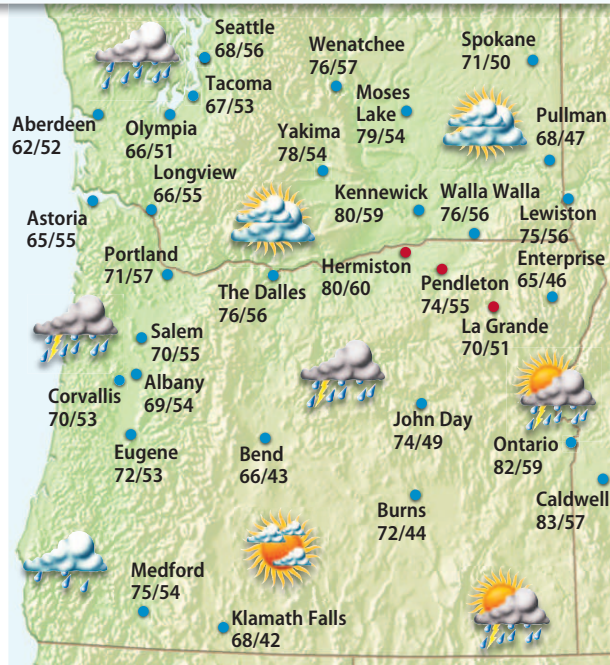 Seattle
68/56
Wenatchee
76/57
Spokane
71/50
Tacoma
67/53
Moses
Lake
79/54
Aberdeen
62/52
Olympia
66/51
Pullman
68/47
Yakima
78/54
Longview
66/55
Kennewick
80/59
Walla Walla
76/56
Lewiston
75/56
Astoria
65/55
Portland
71/57
Hermiston
80/60
Enterprise
65/46
The Dalles
76/56
Pendleton
74/55
La Grande
70/51
Salem
70/55
Corvallis
70/53
Albany
69/54
John Day
74/49
Eugene
72/53
Bend
66/43
Ontario
82/59
Burns
72/44
Caldwell
83/57
Medford
75/54
Klamath Falls
68/42